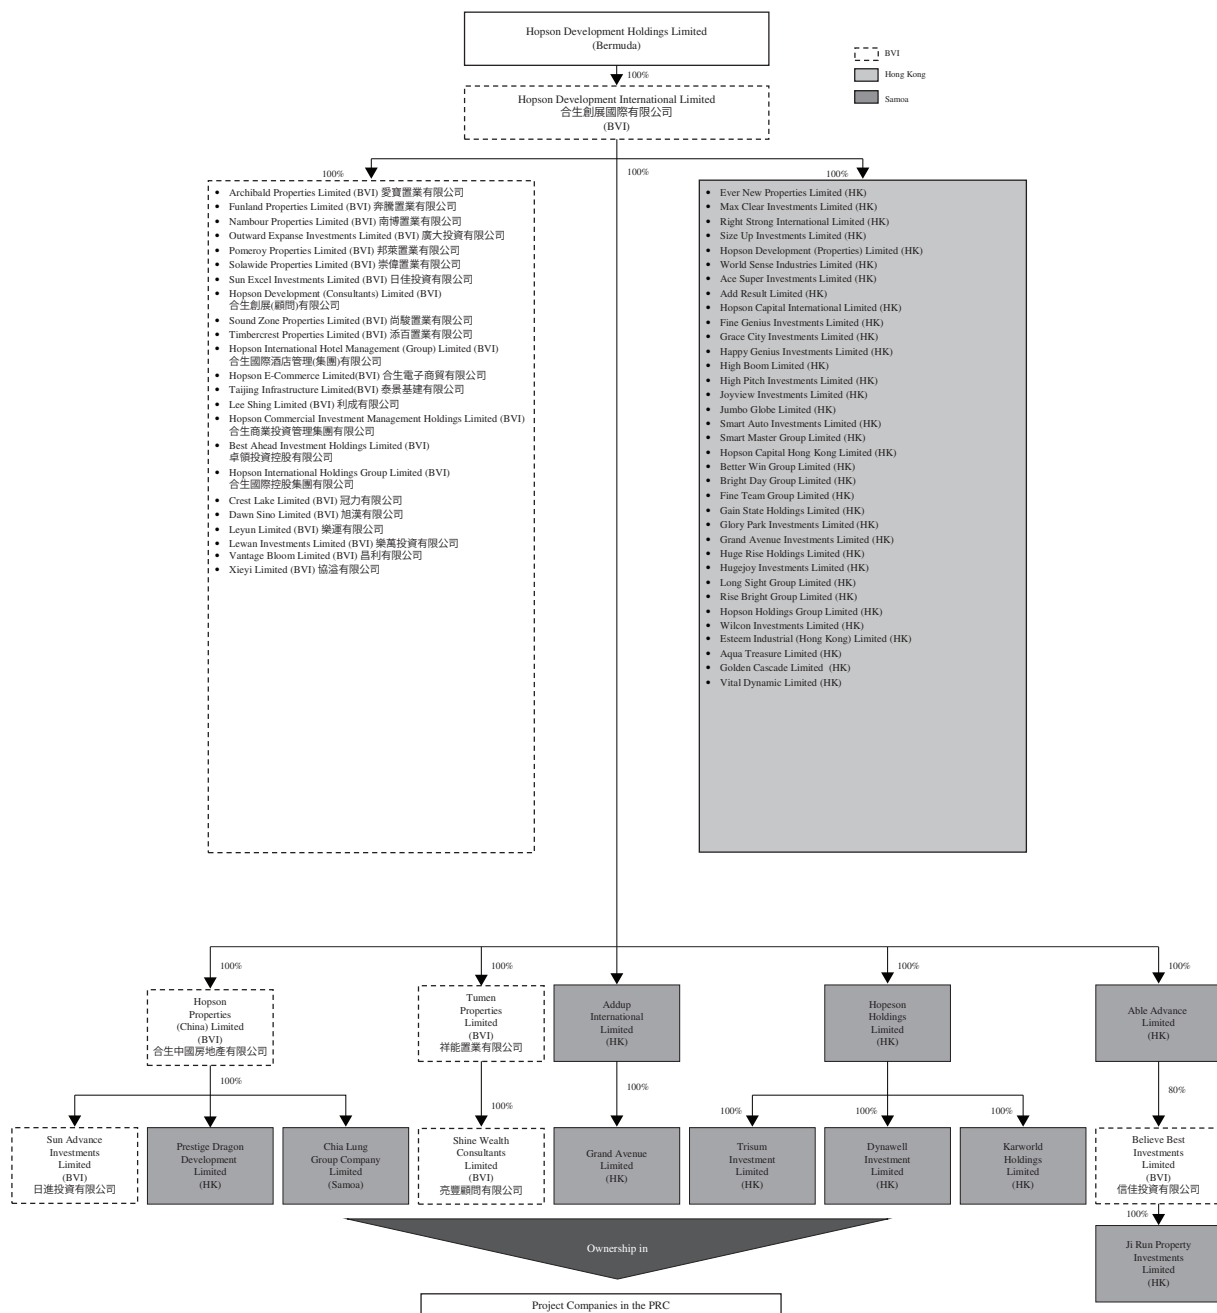 Hopson Development Holdings Limited
(Bermuda)
BVI
Hong Kong
Samoa
100%
Hopson Development International Limited
合生創展國際有限公司
(BVI)
100%
100%
100%
• Archibald Properties Limited (BVI) 愛寶置業有限公司
• Funland Properties Limited (BVI) 奔騰置業有限公司
• Nambour Properties Limited (BVI) 南博置業有限公司
• Outward Expanse Investments Limited (BVI) 廣大投資有限公司
• Pomeroy Properties Limited (BVI) 邦萊置業有限公司
• Solawide Properties Limited (BVI) 崇偉置業有限公司
• Sun Excel Investments Limited (BVI) 日佳投資有限公司
• Hopson Development (Consultants) Limited (BVI)
合生創展(顧問)有限公司
• Sound Zone Properties Limited (BVI) 尚駿置業有限公司
• Timbercrest Properties Limited (BVI) 添百置業有限公司
• Hopson International Hotel Management (Group) Limited (BVI)
合生國際酒店管理(集團)有限公司
• Hopson E-Commerce Limited(BVI) 合生電子商貿有限公司
• Taijing Infrastructure Limited(BVI) 泰景基建有限公司
• Lee Shing Limited (BVI) 利成有限公司
• Hopson Commercial Investment Management Holdings Limited (BVI)
合生商業投資管理集團有限公司
• Best Ahead Investment Holdings Limited (BVI)
卓領投資控股有限公司
• Hopson International Holdings Group Limited (BVI)
合生國際控股集團有限公司
• Crest Lake Limited (BVI) 冠力有限公司
• Dawn Sino Limited (BVI) 旭漢有限公司
• Leyun Limited (BVI) 樂運有限公司
• Lewan Investments Limited (BVI) 樂萬投資有限公司
• Vantage Bloom Limited (BVI) 昌利有限公司
• Xieyi Limited (BVI) 協溢有限公司
• Ever New Properties Limited (HK)
• Max Clear Investments Limited (HK)
• Right Strong International Limited (HK)
• Size Up Investments Limited (HK)
• Hopson Development (Properties) Limited (HK)
• World Sense Industries Limited (HK)
• Ace Super Investments Limited (HK)
• Add Result Limited (HK)
• Hopson Capital International Limited (HK)
• Fine Genius Investments Limited (HK)
• Grace City Investments Limited (HK)
• Happy Genius Investments Limited (HK)
• High Boom Limited (HK)
• High Pitch Investments Limited (HK)
• Joyview Investments Limited (HK)
• Jumbo Globe Limited (HK)
• Smart Auto Investments Limited (HK)
• Smart Master Group Limited (HK)
• Hopson Capital Hong Kong Limited (HK)
• Better Win Group Limited (HK)
• Bright Day Group Limited (HK)
• Fine Team Group Limited (HK)
• Gain State Holdings Limited (HK)
• Glory Park Investments Limited (HK)
• Grand Avenue Investments Limited (HK)
• Huge Rise Holdings Limited (HK)
• Hugejoy Investments Limited (HK)
• Long Sight Group Limited (HK)
• Rise Bright Group Limited (HK)
• Hopson Holdings Group Limited (HK)
• Wilcon Investments Limited (HK)
• Esteem Industrial (Hong Kong) Limited (HK)
• Aqua Treasure Limited (HK)
• Golden Cascade Limited (HK)
• Vital Dynamic Limited (HK)
100%
100%
100%
100%
100%
Hopson
Properties
(China) Limited
(BVI)
合生中國房地產有限公司
Tumen
Properties
Limited
(BVI)
祥能置業有限公司
Addup
International
Limited
(HK)
Hopeson
Holdings
Limited
(HK)
Able Advance
Limited
(HK)
100%
100%
100%
100%
100%
100%
80%
Sun Advance
Investments
Limited
(BVI)
日進投資有限公司
Prestige Dragon
Development
Limited
(HK)
Chia Lung
Group Company
Limited
(Samoa)
Shine Wealth
Consultants
Limited
(BVI)
亮豐顧問有限公司
Grand Avenue
Limited
(HK)
Trisum
Investment
Limited
(HK)
Dynawell
Investment
Limited
(HK)
Karworld
Holdings
Limited
(HK)
Believe Best
Investments
Limited
(BVI)
信佳投資有限公司
100%
Ji Run Property
Investments
Limited
(HK)
Ownership in
Project Companies in the PRC